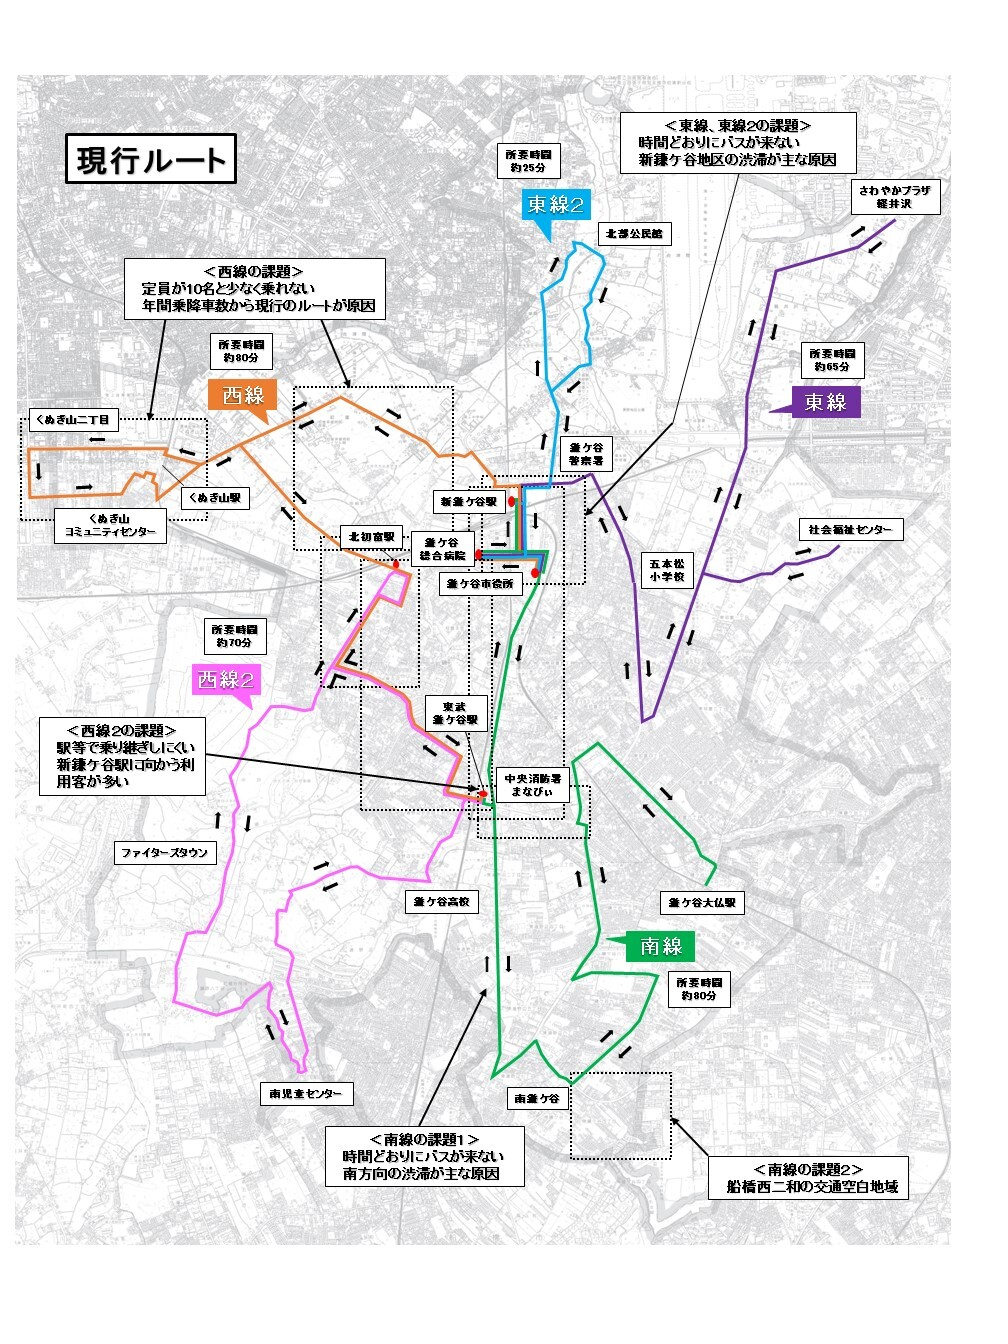 現行ルート
＜東線、東線2の課題＞
時間どおりにバスが来ない
新鎌ケ谷地区の渋滞が主な原因
所要時間
約25分
東線2
北部公民館
さわやかプラザ
軽井沢
＜西線の課題＞
定員が10名と少なく乗れない
年間乗降車数から現行のルートが原因
所要時間
約80分
西線
所要時間
約65分
東線
くぬぎ山二丁目
くぬぎ山駅
くぬぎ山
コミュニティセンター
鎌ケ谷
警察署
新鎌ケ谷駅
北初富駅
鎌ケ谷
総合病院
鎌ケ谷市役所
五本松
小学校
社会福祉センター
所要時間
約70分
西線2
東武
鎌ケ谷駅
＜西線2の課題＞
駅等で乗り継ぎしにくい
新鎌ケ谷駅に向かう利
用客が多い
中央消防署
まなびぃ
ファイターズタウン
鎌ケ谷高校
鎌ケ谷大仏駅
南線
所要時間
約80分
南児童センター
南鎌ケ谷
＜南線の課題1＞
時間どおりにバスが来ない
南方向の渋滞が主な原因
＜南線の課題2＞
船橋西二和の交通空白地域